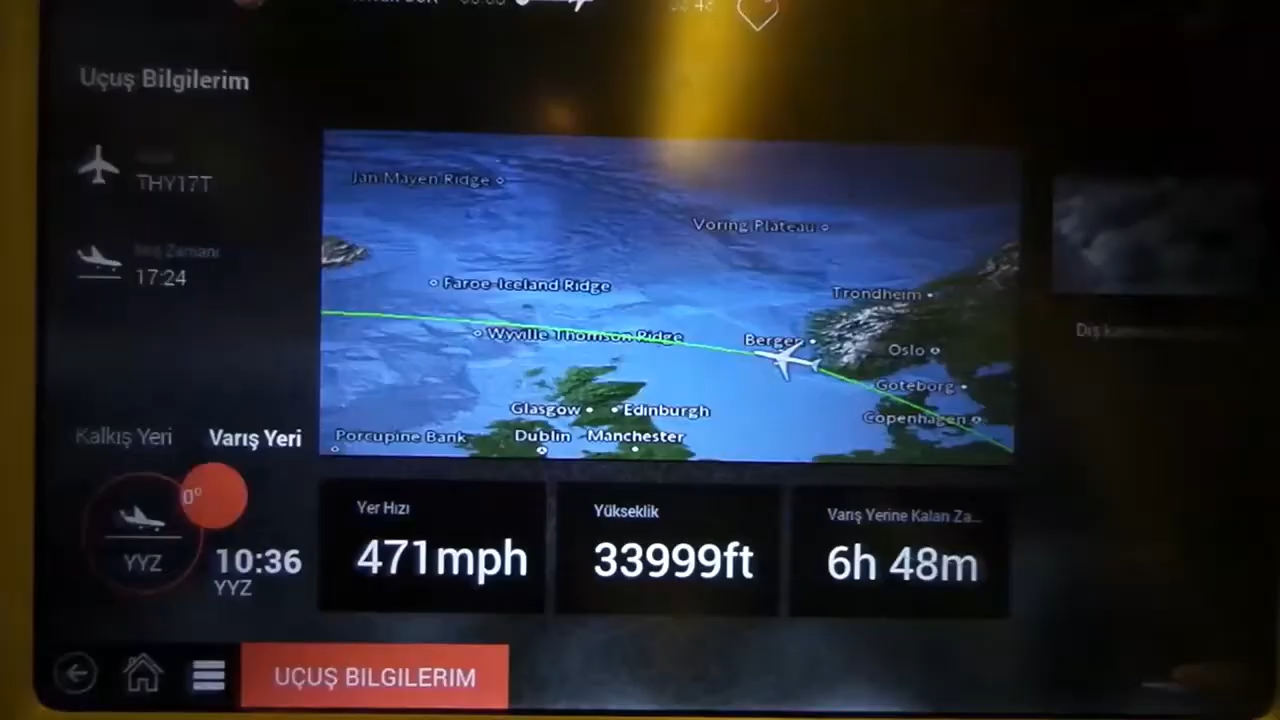 Uçuş Bilgilerim
THY17T
Iniş Zamanı
17:24
Jan Mayen Ridge
Voring Plateau
Faroe-Iceland Ridge
Trondheim
Wyville Thomson Ridge
Bergen
Oslo
Goteborg
Glasgow
Edinburgh
Copenhagen
Porcupine Bank
Dublin
Manchester
Kalkış Yeri
Varış Yeri
0°
YYZ
10:36
YYZ
Yer Hızı
471mph
Yükseklik
33999ft
Varış Yerine Kalan Za...
6h 48m
UÇUŞ BILGILERIM